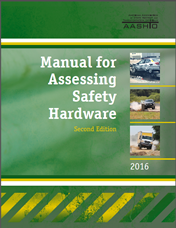 AASHTO
Manual for
Assessing
Safety
Hardware
Second Edition
2016